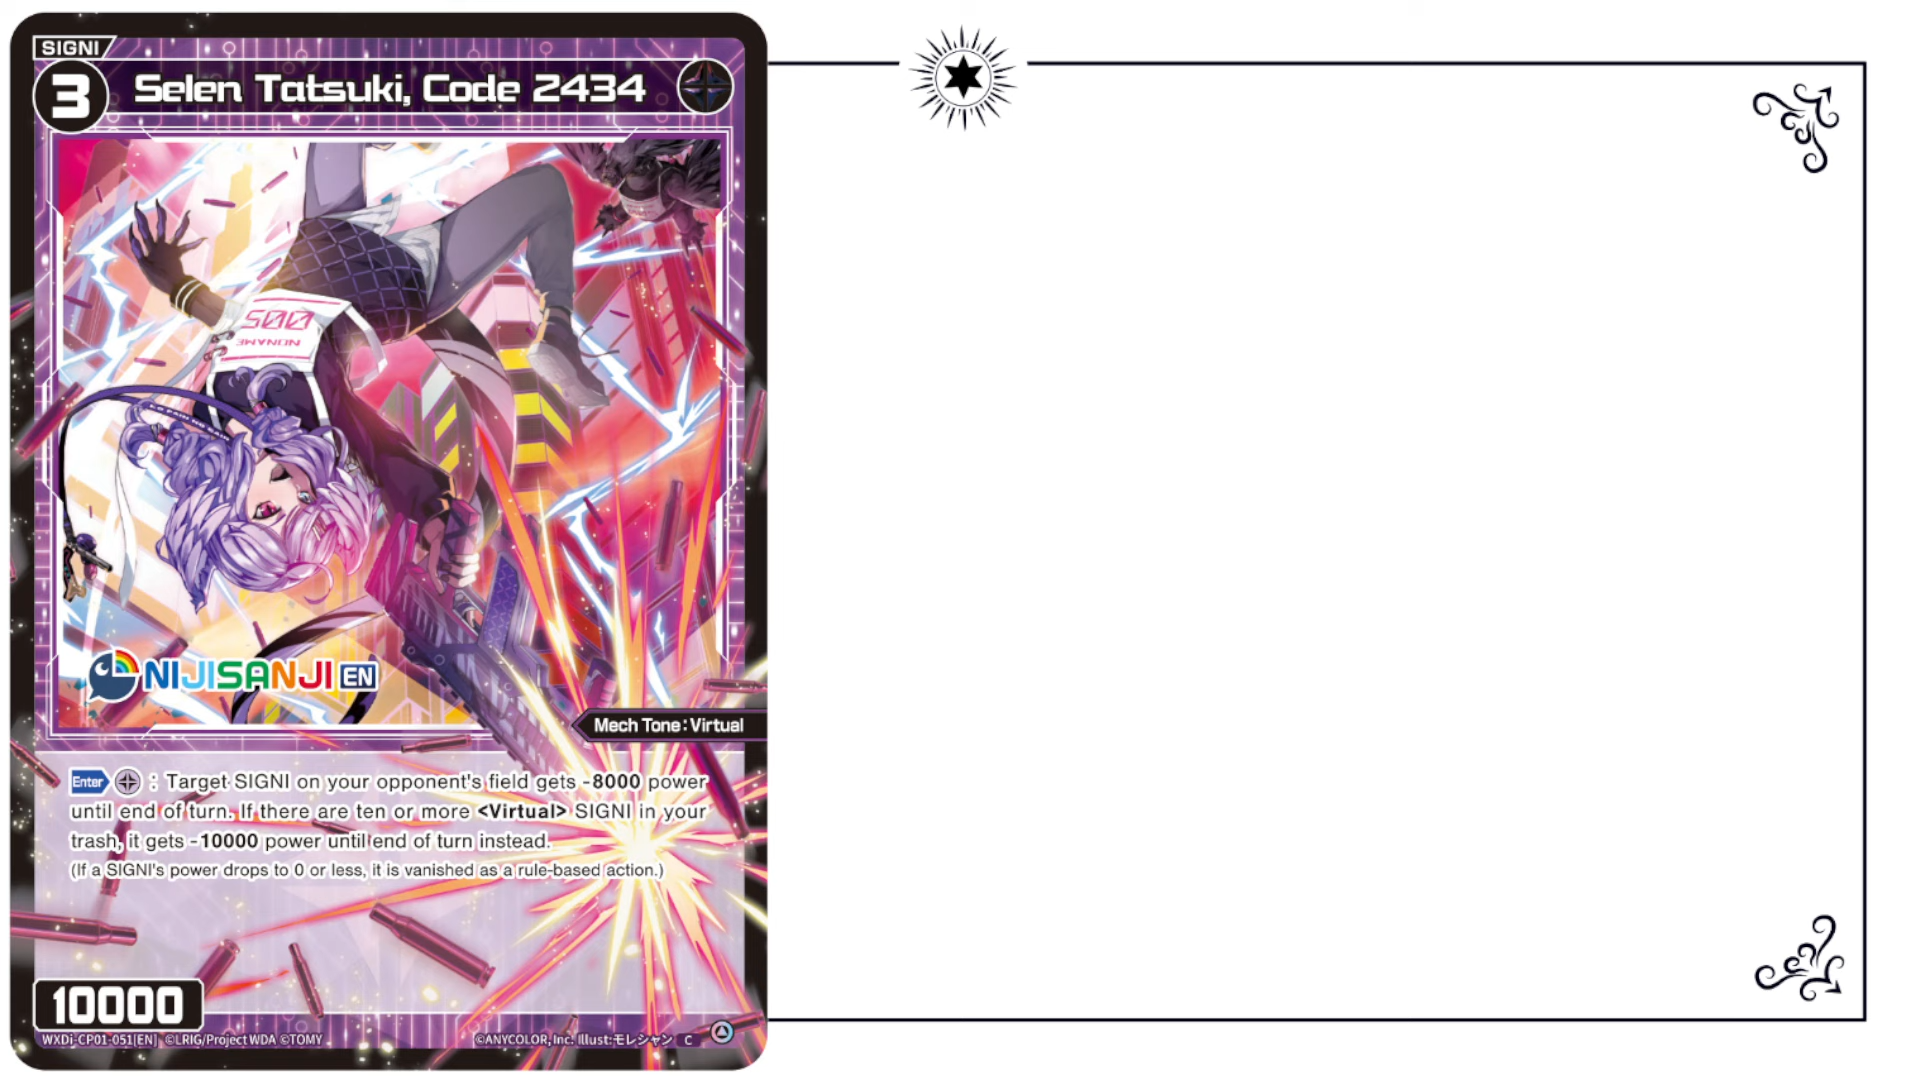 SIGNI
3
Selen Tatsuki, Code 2434
500
NONAME
NO PAIN NO GAIN
NIJISANJI EN
Mech Tone:Virtual
Enter : Target SIGNI on your opponent's field gets -8000 power
until end of turn. If there are ten or more <Virtual> SIGNI in your
trash, it gets -10000 power until end of turn instead.
(If a SIGNI's power drops to 0 or less, it is vanished as a rule-based action.)
10000
WXDi-CP01-051[EN] ©LRIG/Project WDA ©TOMY
©ANYCOLOR, Inc. Illust:モレシャン C